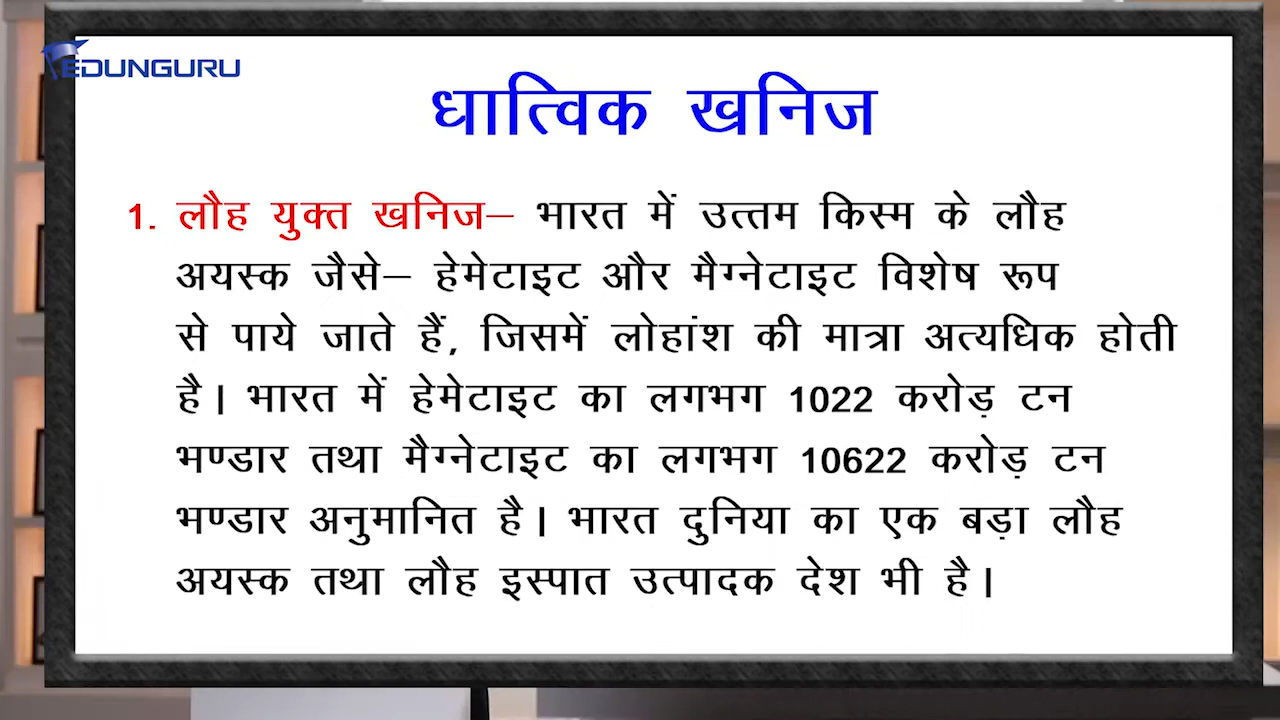 EDUNGURU
धात्विक खनिज
1. लौह युक्त खनिज– भारत में उत्तम किस्म के लौह
अयस्क जैसे– हेमेटाइट और मैग्नेटाइट विशेष रूप
से पाये जाते हैं, जिसमें लोहांश की मात्रा अत्यधिक होती
है। भारत में हेमेटाइट का लगभग 1022 करोड़ टन
भण्डार तथा मैग्नेटाइट का लगभग 10622 करोड़ टन
भण्डार अनुमानित है। भारत दुनिया का एक बड़ा लौह
अयस्क तथा लौह इस्पात उत्पादक देश भी है।